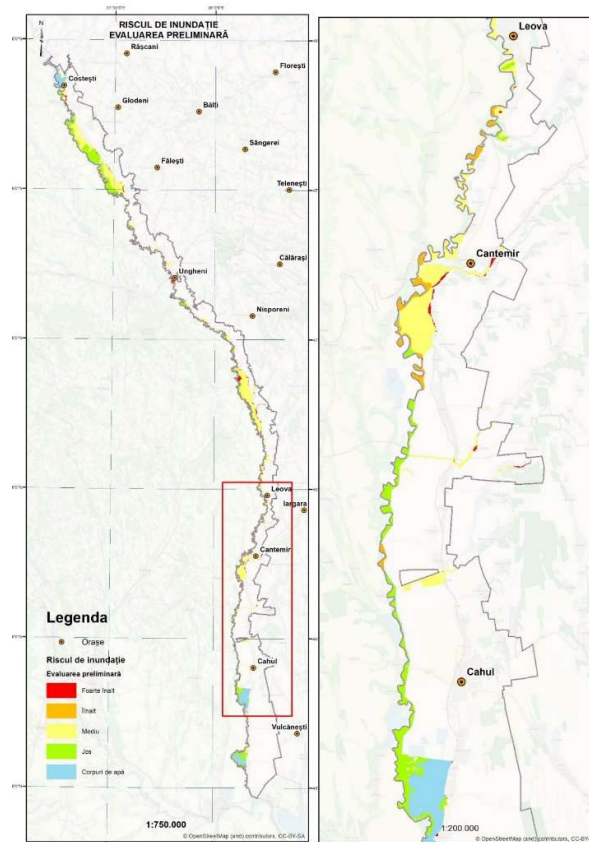 RISCUL DE INUNDAȚIE
EVALUAREA PRELIMINARĂ
Râșcani
Costești
Florești
Glodeni
Bălți
Sângerei
Fălești
Telenești
Călărași
Ungheni
Nisporeni
Leova
Iargara
Cantemir
Cahul
Vulcănești
Legenda
Orașe
Riscul de inundație
Evaluarea preliminară
Foarte înalt
Mediu
Jos
Corpuri de apă
1:750.000
© OpenStreetMap (and) contributors, CC-BY-SA
Leova
Cantemir
Cahul
1:200.000
© OpenStreetMap (and) contributors, CC-BY-SA